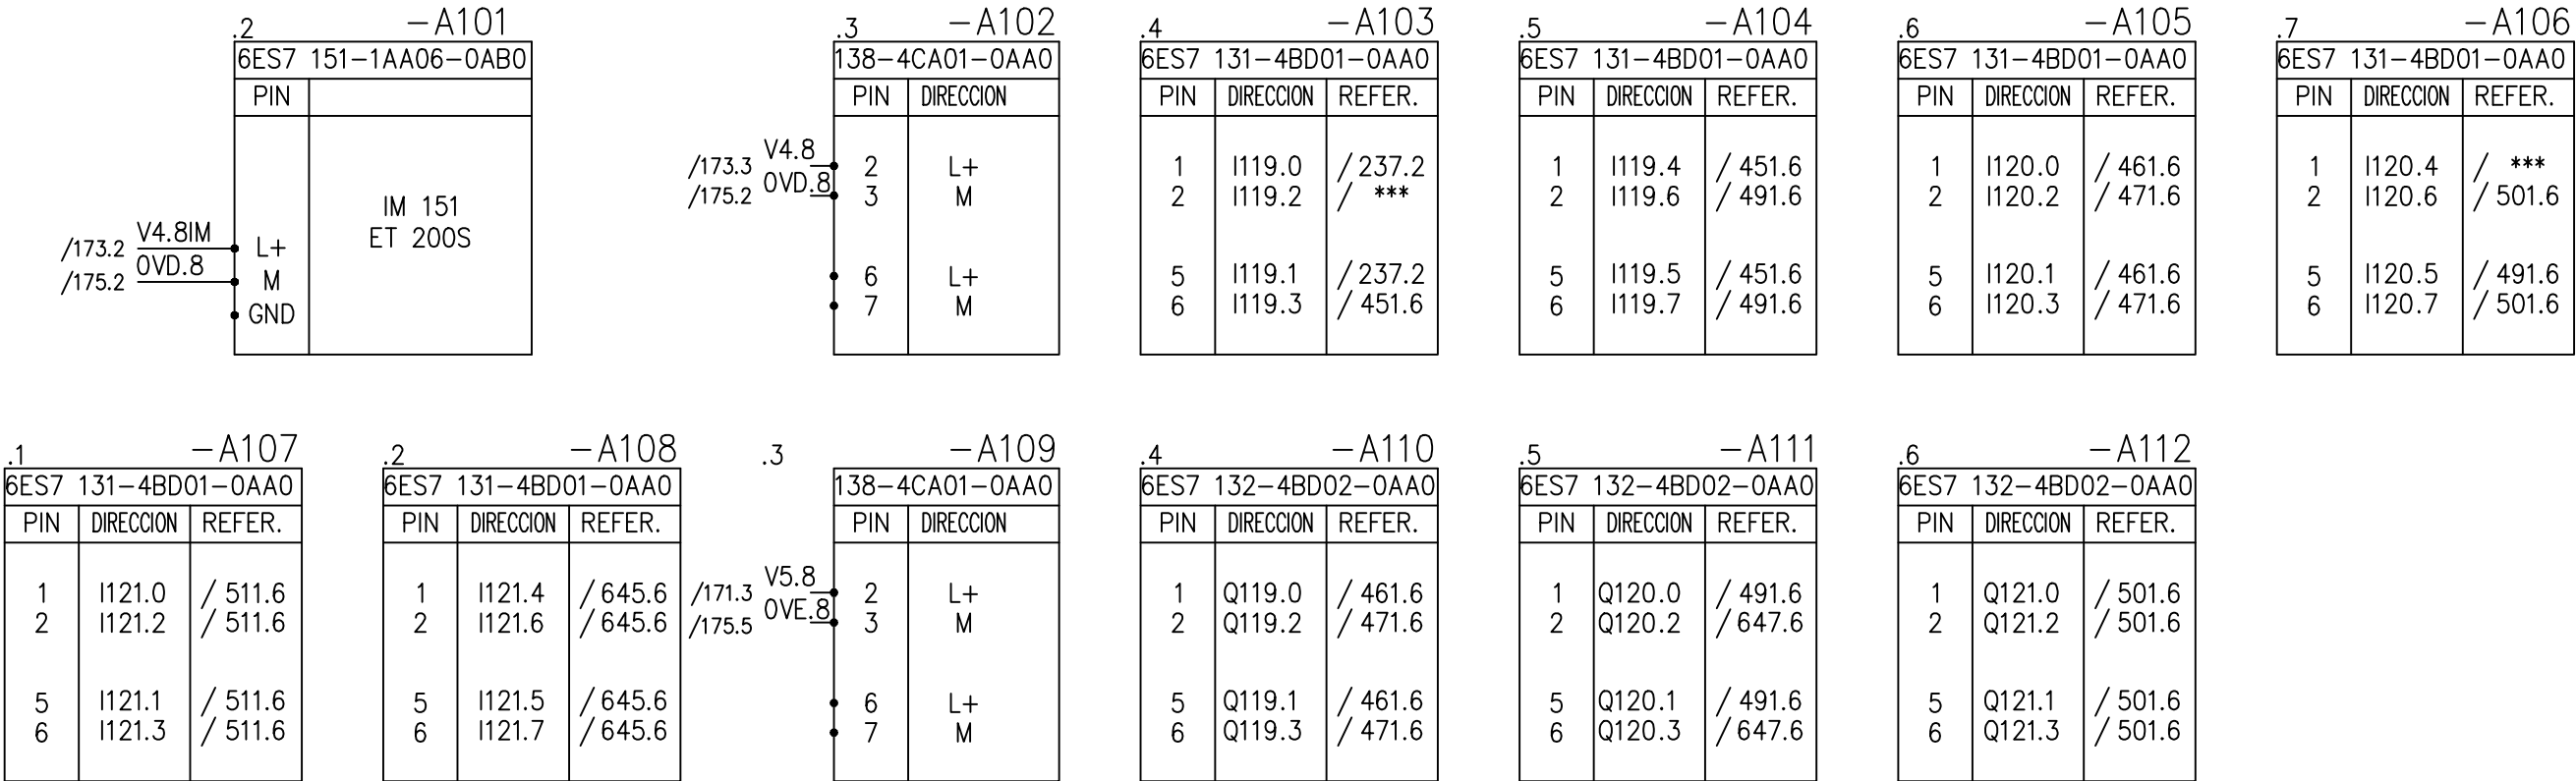 .2 -A101
6ES7 151-1AA06-0AB0
PIN
IM 151
ET 200S
/173.2 V4.8IM L+
/175.2 0VD.8 M
GND
.3 -A102
138-4CA01-0AA0
PIN DIRECCION
/173.3 V4.8 2 L+
/175.2 0VD.8 3 M
6 L+
7 M
.4 -A103
6ES7 131-4BD01-0AA0
PIN DIRECCION REFER.
1 I119.0 /237.2
2 I119.2 / ***
5 I119.1 /237.2
6 I119.3 /451.6
.5 -A104
6ES7 131-4BD01-0AA0
PIN DIRECCION REFER.
1 I119.4 /451.6
2 I119.6 /491.6
5 I119.5 /451.6
6 I119.7 /491.6
.6 -A105
6ES7 131-4BD01-0AA0
PIN DIRECCION REFER.
1 I120.0 /461.6
2 I120.2 /471.6
5 I120.1 /461.6
6 I120.3 /471.6
.7 -A106
6ES7 131-4BD01-0AA0
PIN DIRECCION REFER.
1 I120.4 / ***
2 I120.6 /501.6
5 I120.5 /491.6
6 I120.7 /501.6
.1 -A107
6ES7 131-4BD01-0AA0
PIN DIRECCION REFER.
1 I121.0 /511.6
2 I121.2 /511.6
5 I121.1 /511.6
6 I121.3 /511.6
.2 -A108
6ES7 131-4BD01-0AA0
PIN DIRECCION REFER.
1 I121.4 /645.6
2 I121.6 /645.6
5 I121.5 /645.6
6 I121.7 /645.6
.3 -A109
138-4CA01-0AA0
PIN DIRECCION
/171.3 V5.8 2 L+
/175.5 0VE.8 3 M
6 L+
7 M
.4 -A110
6ES7 132-4BD02-0AA0
PIN DIRECCION REFER.
1 Q119.0 /461.6
2 Q119.2 /471.6
5 Q119.1 /461.6
6 Q119.3 /471.6
.5 -A111
6ES7 132-4BD02-0AA0
PIN DIRECCION REFER.
1 Q120.0 /491.6
2 Q120.2 /647.6
5 Q120.1 /491.6
6 Q120.3 /647.6
.6 -A112
6ES7 132-4BD02-0AA0
PIN DIRECCION REFER.
1 Q121.0 /501.6
2 Q121.2 /501.6
5 Q121.1 /501.6
6 Q121.3 /501.6